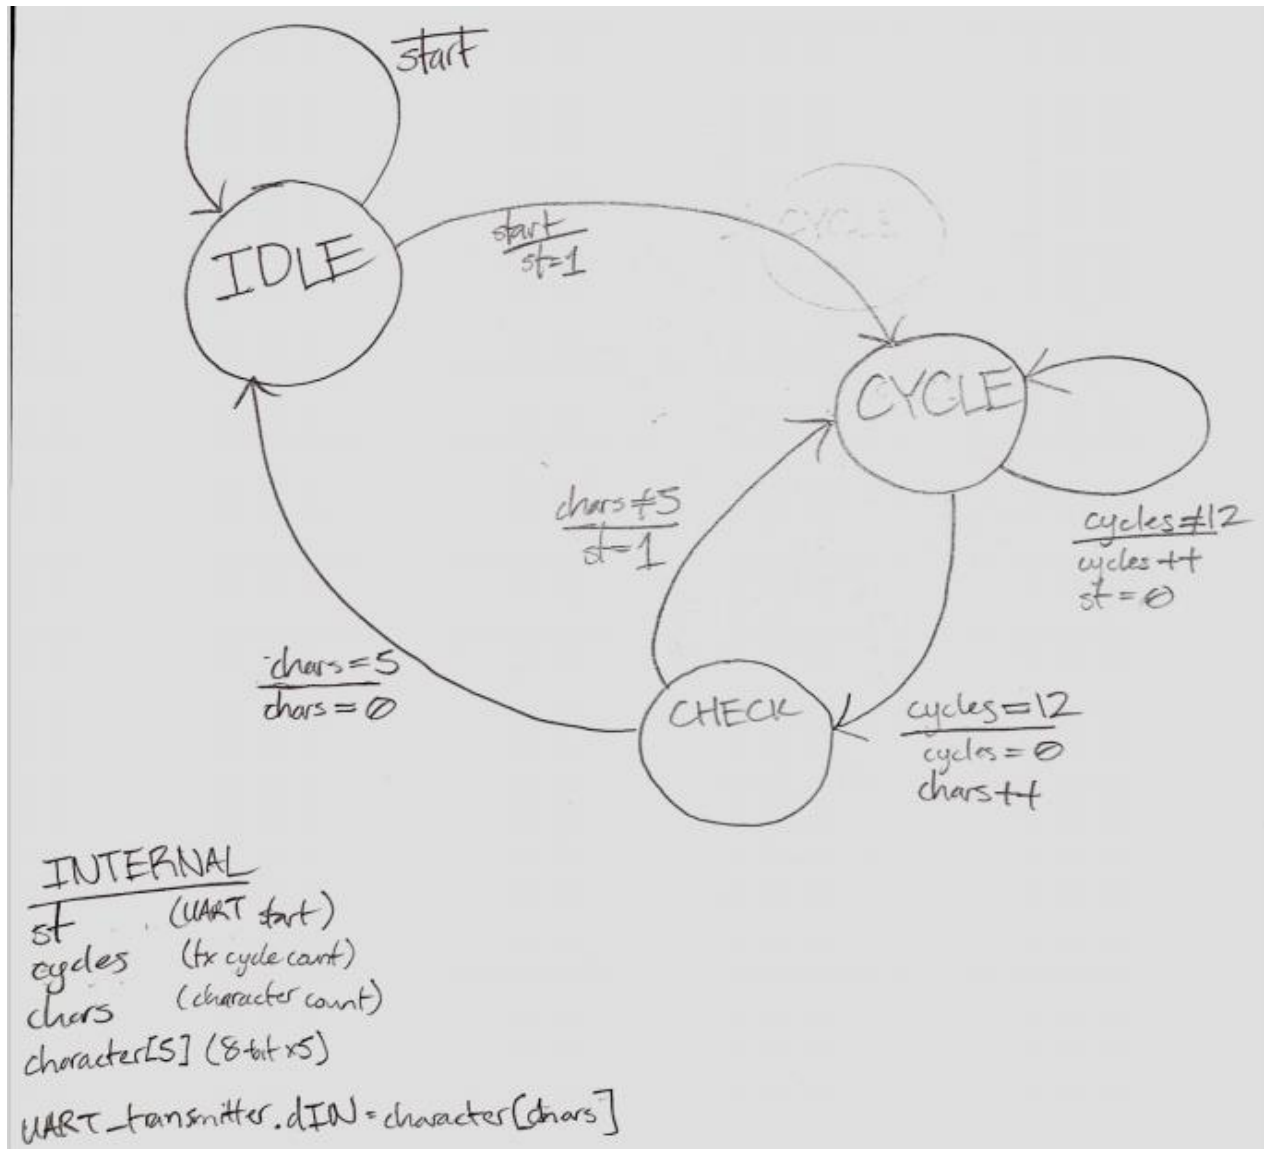 start
IDLE
start
st=1
CYCLE
CYCLE
chars≠5
st=1
cycles≠12
cycles++
st=0
chars=5
chars=0
CHECK
cycles=12
cycles=0
chars++
INTERNAL
st (UART start)
cycles (tx cycle count)
chars (character count)
character[5] (8-bit x5)
UART_transmitter.dIN=character[chars]